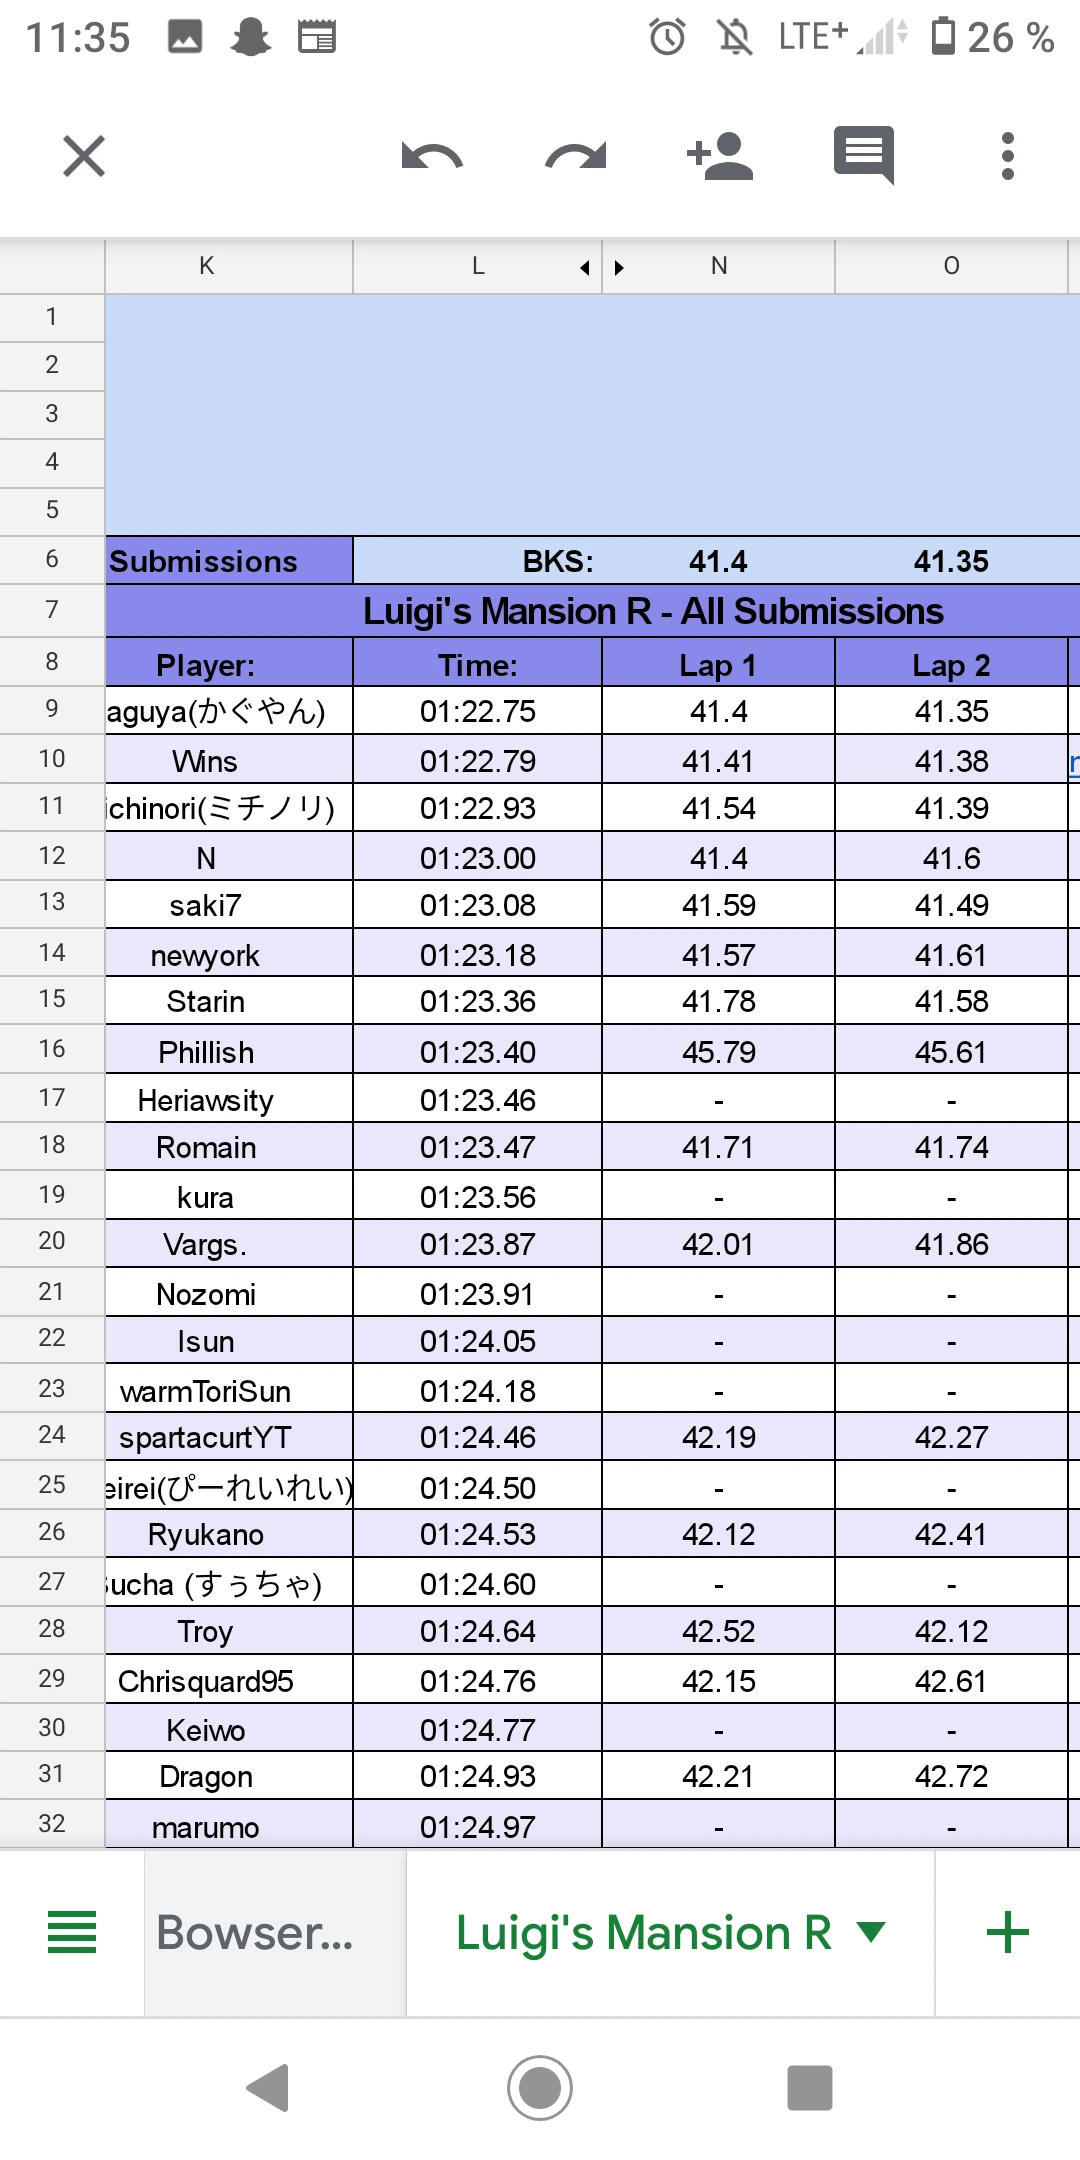 11:35 LTE+ 26 %
K L N O
1
2
3
4
5
6 Submissions BKS: 41.4 41.35
7 Luigi's Mansion R - All Submissions
8 Player: Time: Lap 1 Lap 2
9 aguya(かぐやん) 01:22.75 41.4 41.35
10 Wins 01:22.79 41.41 41.38
11 ichinori(ミチノリ) 01:22.93 41.54 41.39
12 N 01:23.00 41.4 41.6
13 saki7 01:23.08 41.59 41.49
14 newyork 01:23.18 41.57 41.61
15 Starin 01:23.36 41.78 41.58
16 Phillish 01:23.40 45.79 45.61
17 Heriawsity 01:23.46 - -
18 Romain 01:23.47 41.71 41.74
19 kura 01:23.56 - -
20 Vargs. 01:23.87 42.01 41.86
21 Nozomi 01:23.91 - -
22 Isun 01:24.05 - -
23 warmToriSun 01:24.18 - -
24 spartacurtYT 01:24.46 42.19 42.27
25 eirei(ぴーれいれい) 01:24.50 - -
26 Ryukano 01:24.53 42.12 42.41
27 ucha (すぅちゃ) 01:24.60 - -
28 Troy 01:24.64 42.52 42.12
29 Chrisquard95 01:24.76 42.15 42.61
30 Keiwo 01:24.77 - -
31 Dragon 01:24.93 42.21 42.72
32 marumo 01:24.97 - -
Bowser... Luigi's Mansion R